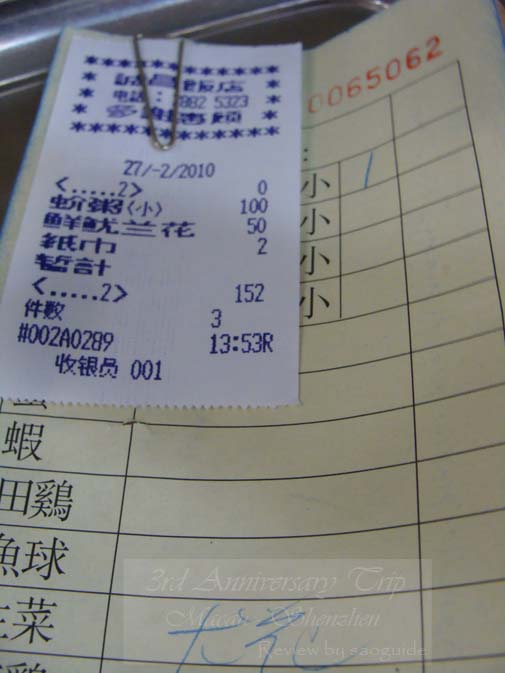 * * * * * * * * * * * * *
* 誠昌飯店 *
* 電話: 2882 5323 *
* 多謝惠顧 *
* * * * * * * * * * * * *
27/-2/2010
<.....2> 0
蚧粥(小) 100
鮮魷兰花 50
紙巾 2
暫計
<.....2> 152
件數 3
#002A0289 13:53R
收银员 001
0065062
小 1
小
小
小
蝦
田鷄
魚球
生菜
3rd Anniversary Trip
Macau Shenzhen
Review by saoguide